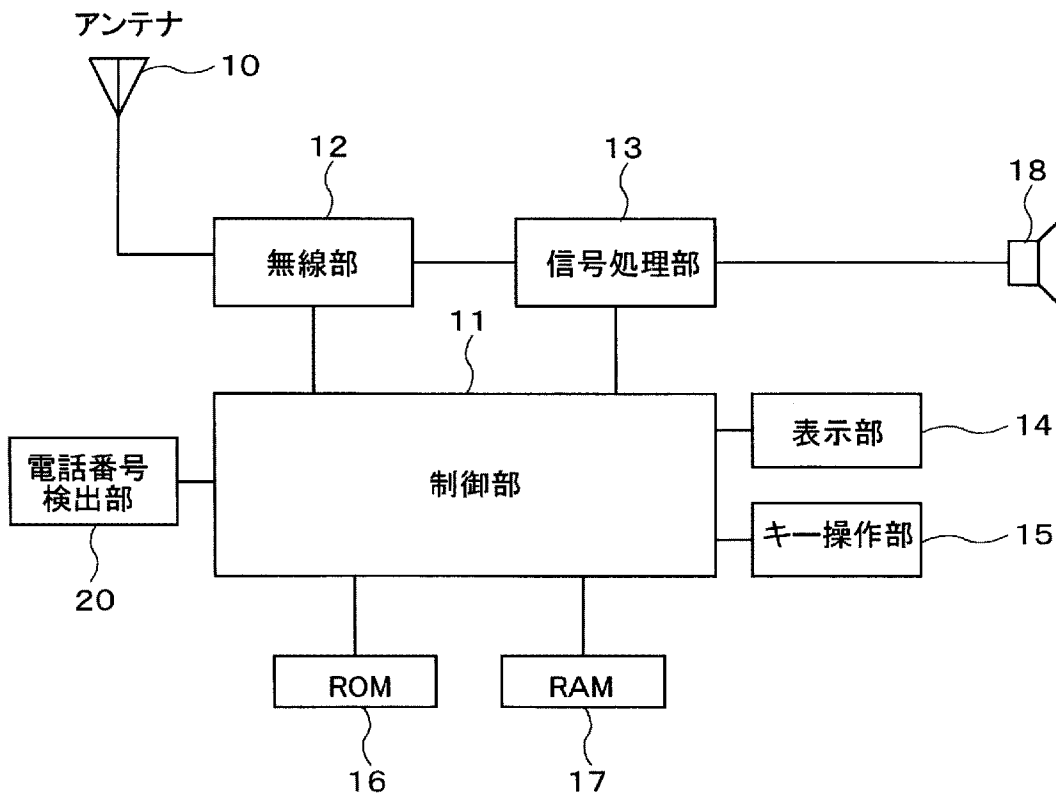 アンテナ
10
12
13
18
無線部
信号処理部
11
表示部
14
電話番号
検出部
制御部
キー操作部
15
20
ROM
RAM
16
17